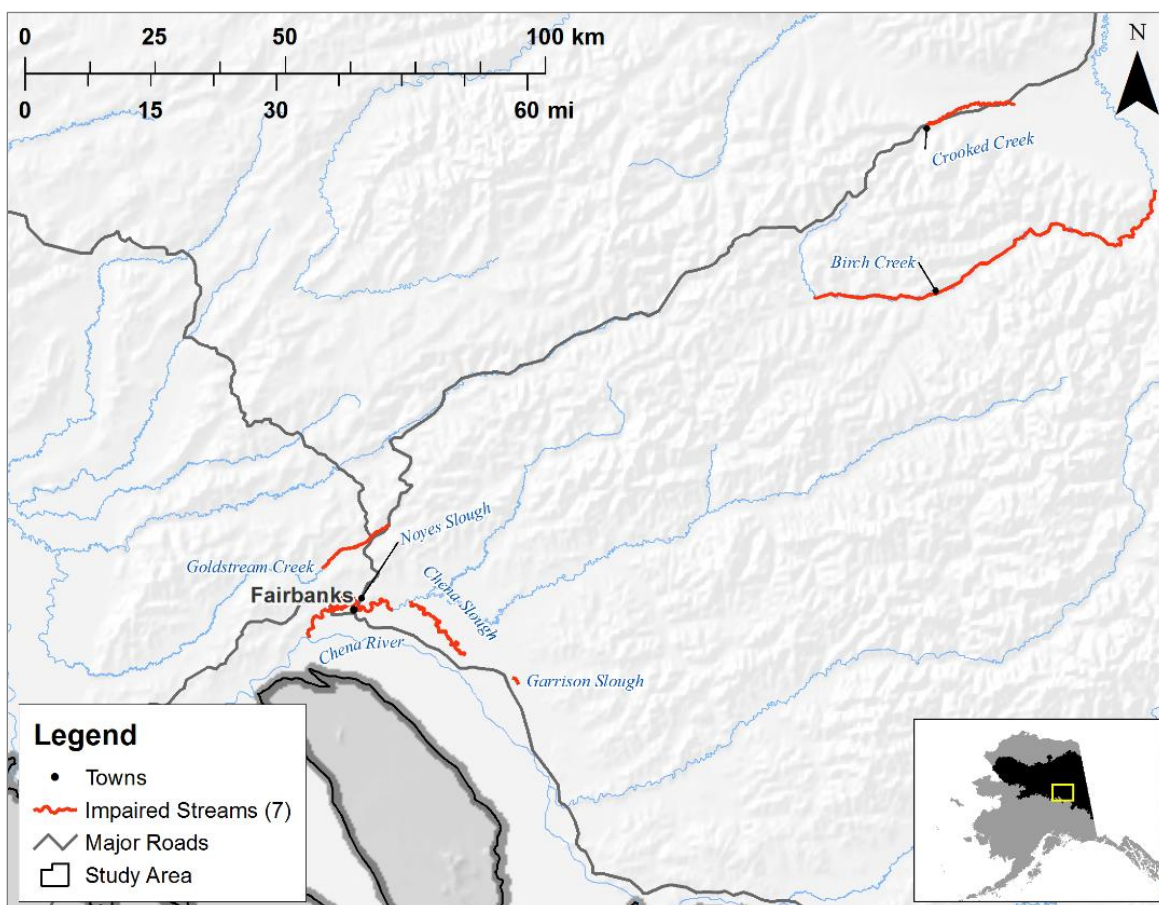 0 25 50 100 km
0 15 30 60 mi
N
Crooked Creek
Birch Creek
Noyes Slough
Goldstream Creek
Chena Slough
Fairbanks
Chena River
Garrison Slough
Legend
Towns
Impaired Streams (7)
Major Roads
Study Area